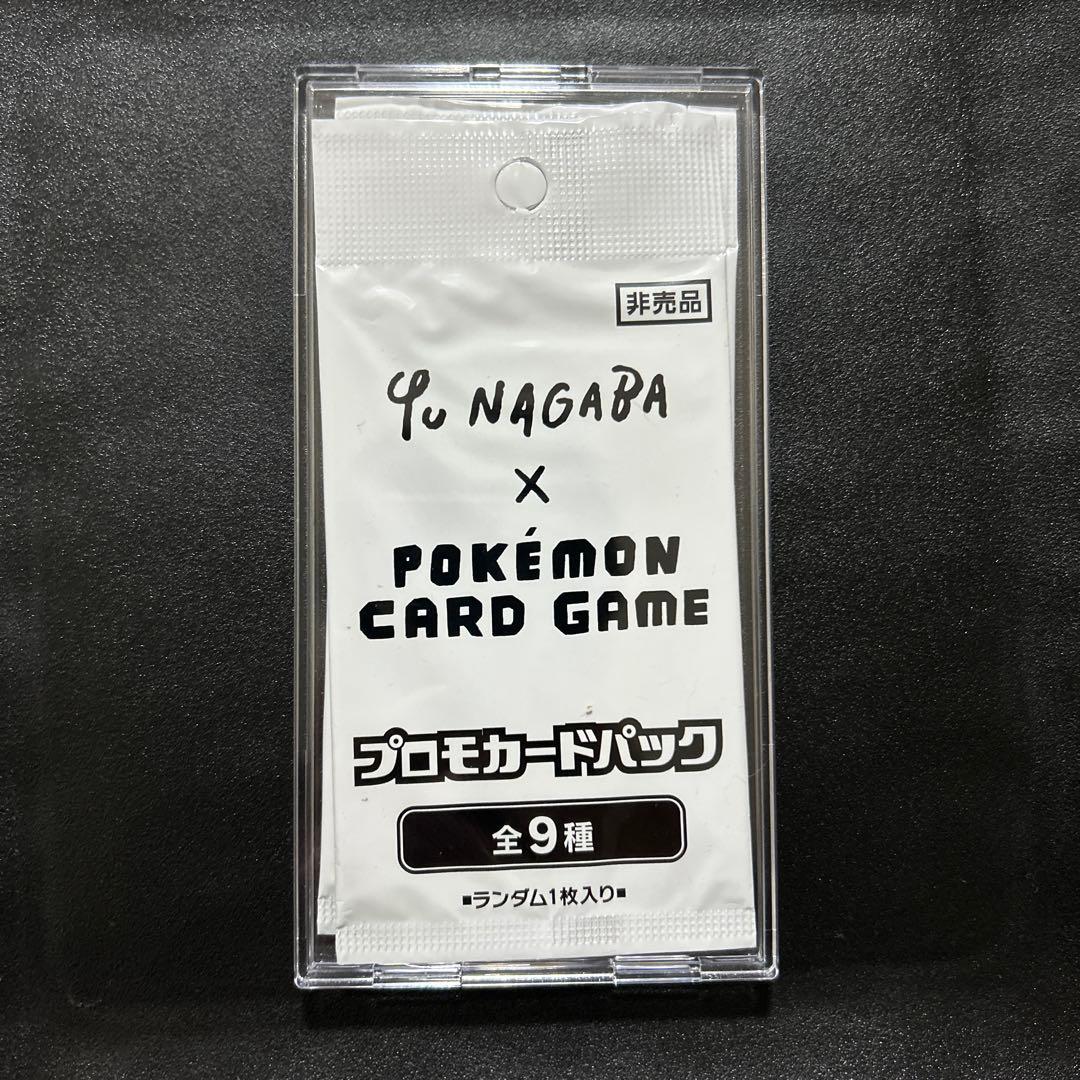 非売品
Yu NAGABA
×
POKÉMON
CARD GAME
プロモカードパック
全9種
■ランダム1枚入り■